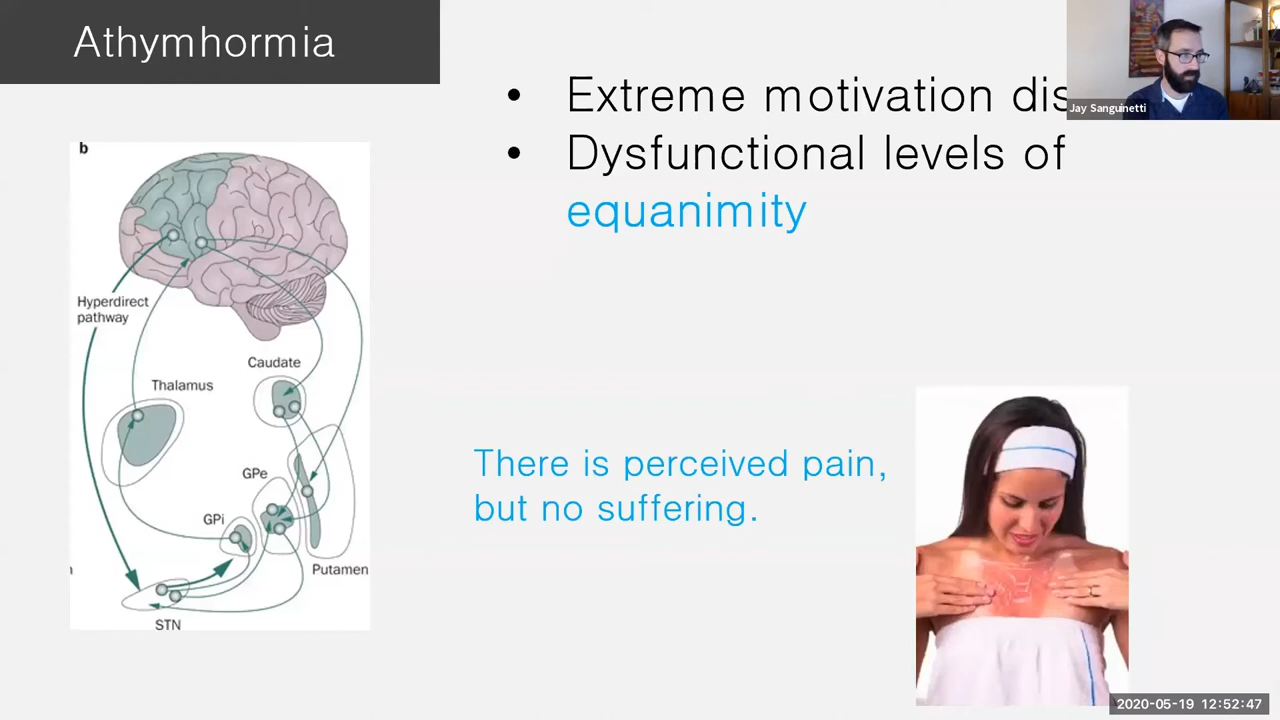 Athymhormia
• Extreme motivation dis
• Dysfunctional levels of
equanimity
Jay Sanguinetti
b
Hyperdirect
pathway
Caudate
Thalamus
GPe
GPi
Putamen
STN
There is perceived pain,
but no suffering.
2020-05-19 12:52:47